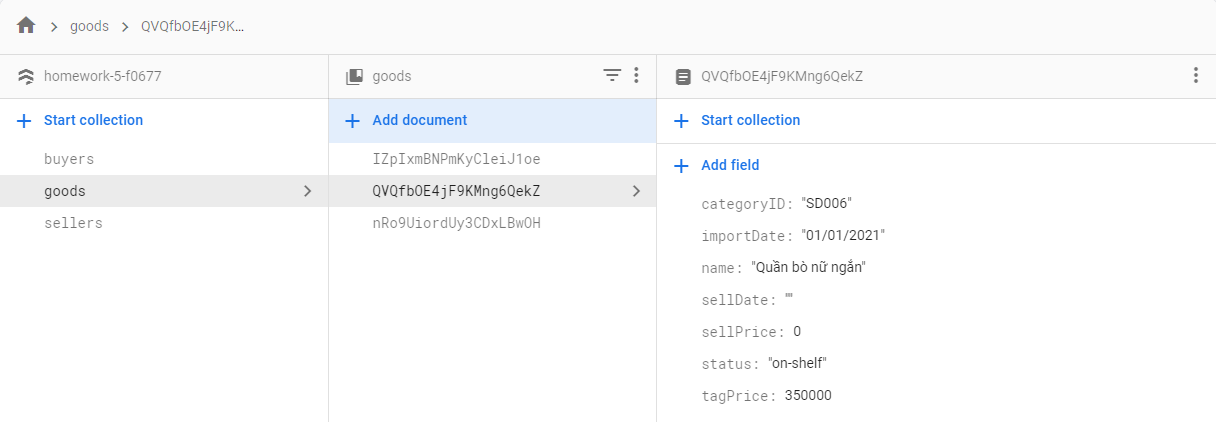 goods QVQfbOE4jF9K...
homework-5-f0677
Start collection
buyers
goods
sellers
goods
Add document
IZpIxmBNPmKyCleiJ1oe
QVQfbOE4jF9KMng6QekZ
nRo9UiordUy3CDxLBwOH
QVQfbOE4jF9KMng6QekZ
Start collection
Add field
categoryID: "SD006"
importDate: "01/01/2021"
name: "Quần bò nữ ngắn"
sellDate: ""
sellPrice: 0
status: "on-shelf"
tagPrice: 350000